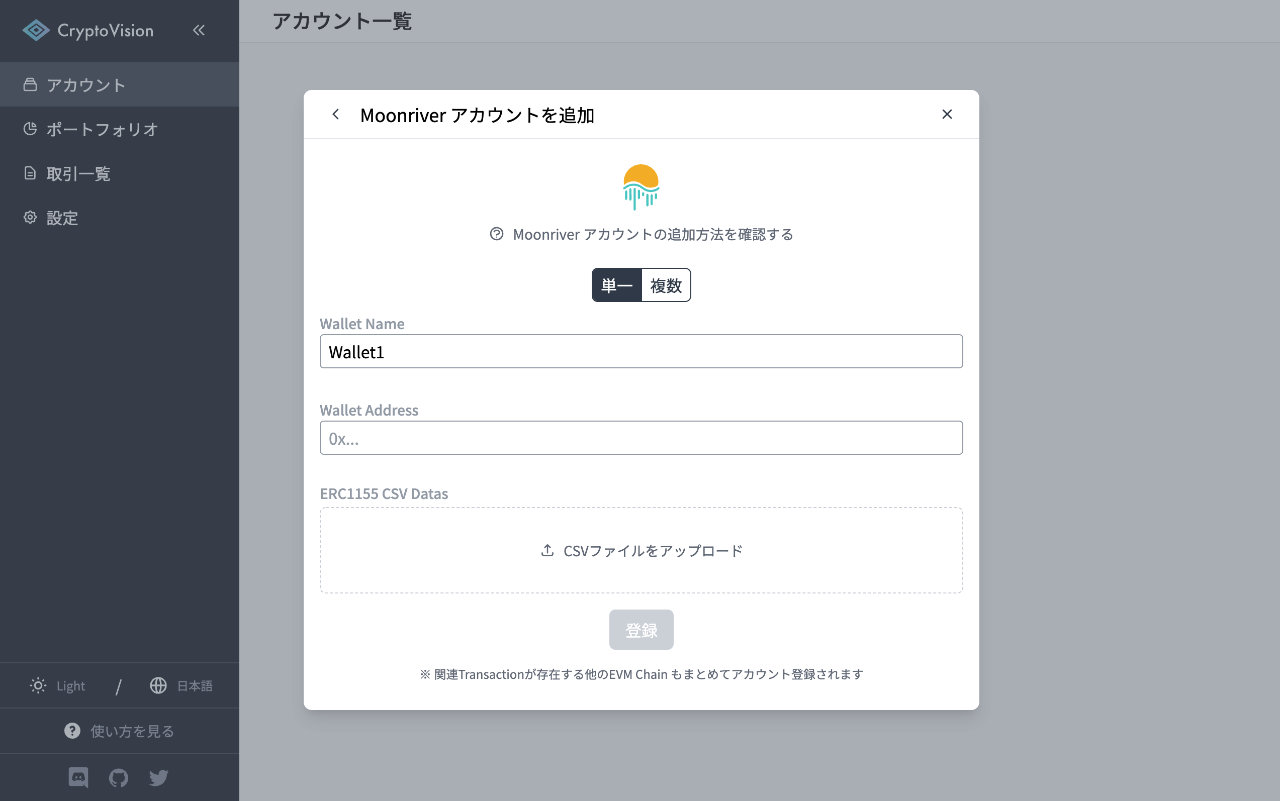 CryptoVision
アカウント一覧
アカウント
ポートフォリオ
取引一覧
設定
Moonriver アカウントを追加
Moonriver アカウントの追加方法を確認する
単一 複数
Wallet Name
Wallet1
Wallet Address
0x...
ERC1155 CSV Datas
CSVファイルをアップロード
登録
※ 関連Transactionが存在する他のEVM Chain もまとめてアカウント登録されます
Light / 日本語
使い方を見る